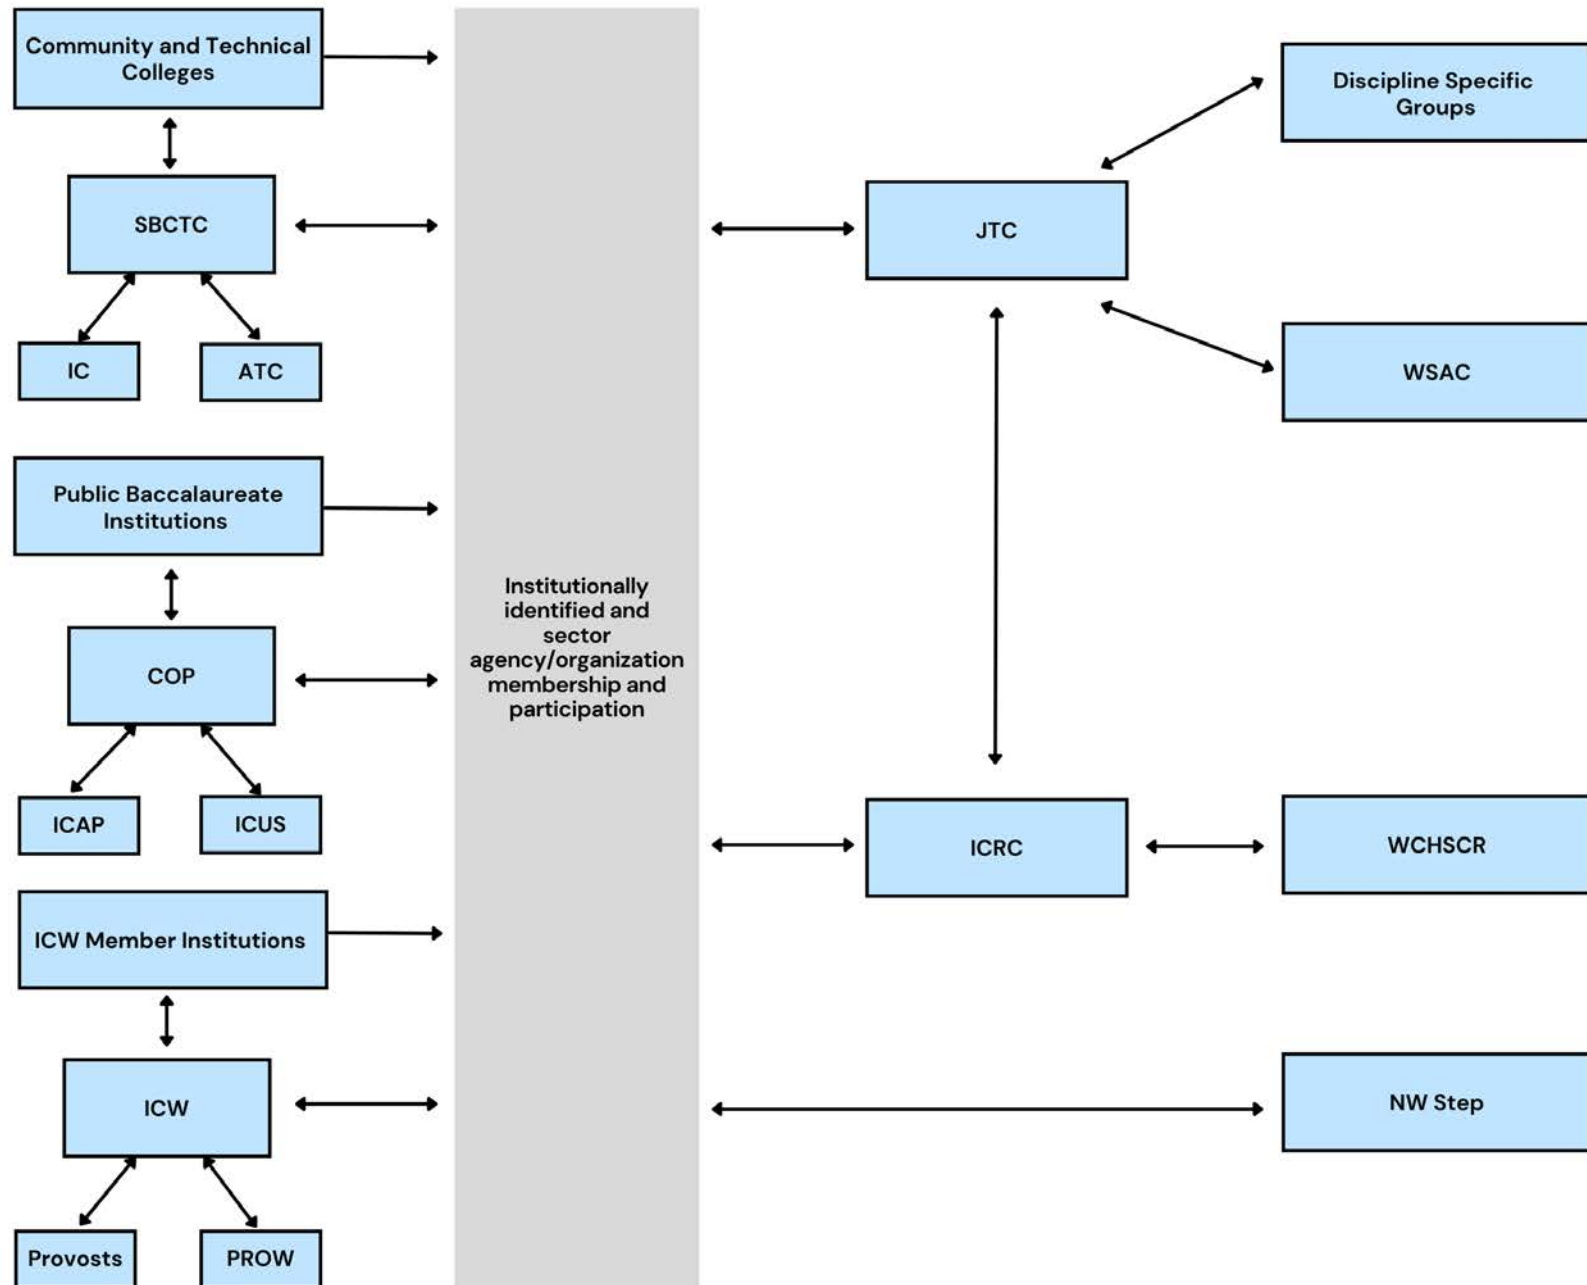 Community and Technical
Colleges
SBCTC
IC
ATC
Public Baccalaureate
Institutions
COP
ICAP
ICUS
ICW Member Institutions
ICW
Provosts
PROW
Institutionally
identified and
sector
agency/organization
membership and
participation
JTC
ICRC
Discipline Specific
Groups
WSAC
WCHSCR
NW Step